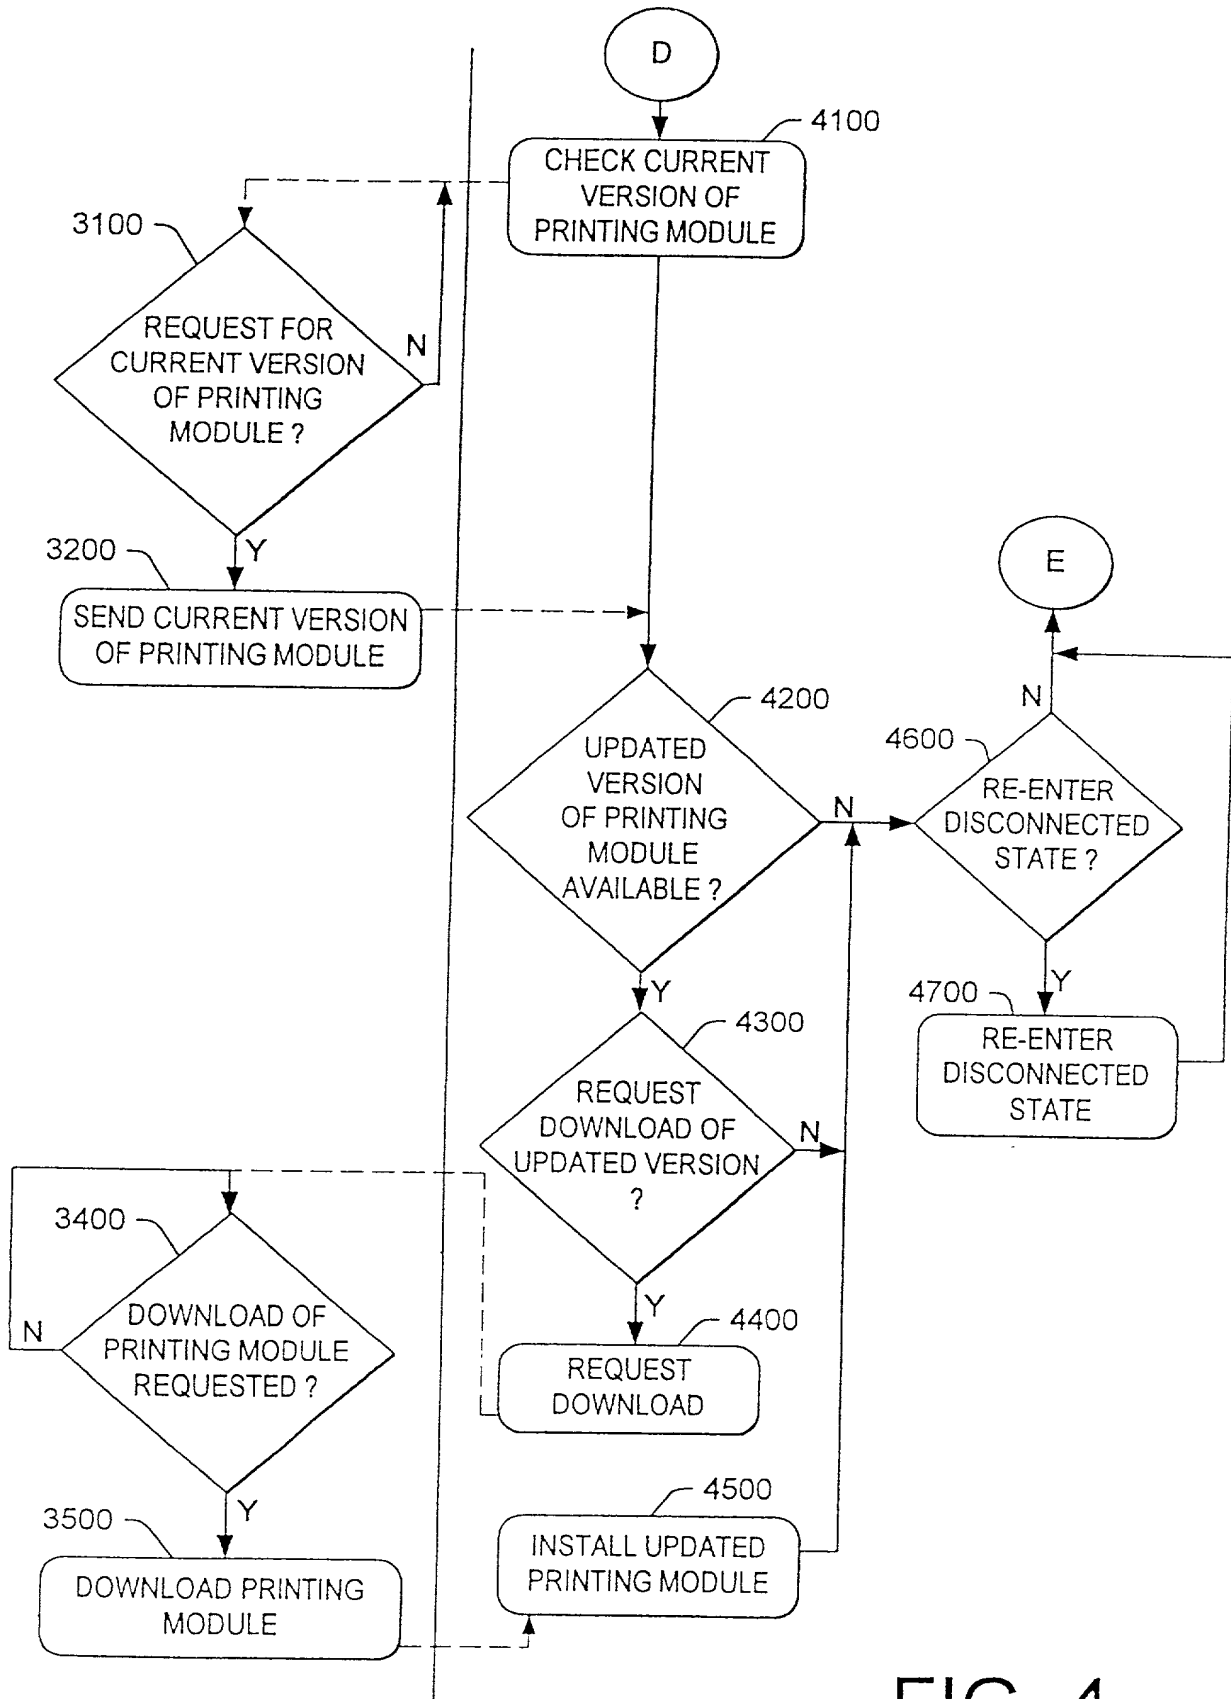 D
4100
CHECK CURRENT
VERSION OF
PRINTING MODULE
3100
REQUEST FOR
CURRENT VERSION
OF PRINTING
MODULE ?
N
Y
3200
SEND CURRENT VERSION
OF PRINTING MODULE
E
4200
UPDATED
VERSION
OF PRINTING
MODULE
AVAILABLE ?
N
Y
4600
N
RE-ENTER
DISCONNECTED
STATE ?
Y
4700
RE-ENTER
DISCONNECTED
STATE
4300
REQUEST
DOWNLOAD OF
UPDATED VERSION
?
N
Y
3400
DOWNLOAD OF
PRINTING MODULE
REQUESTED ?
N
Y
4400
REQUEST
DOWNLOAD
3500
DOWNLOAD PRINTING
MODULE
4500
INSTALL UPDATED
PRINTING MODULE
FIG. 4